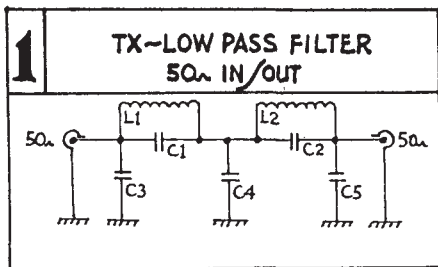 1
TX~LOW PASS FILTER
50Ω IN/OUT
L1
L2
50Ω
C1
C2
50Ω
C3
C4
C5